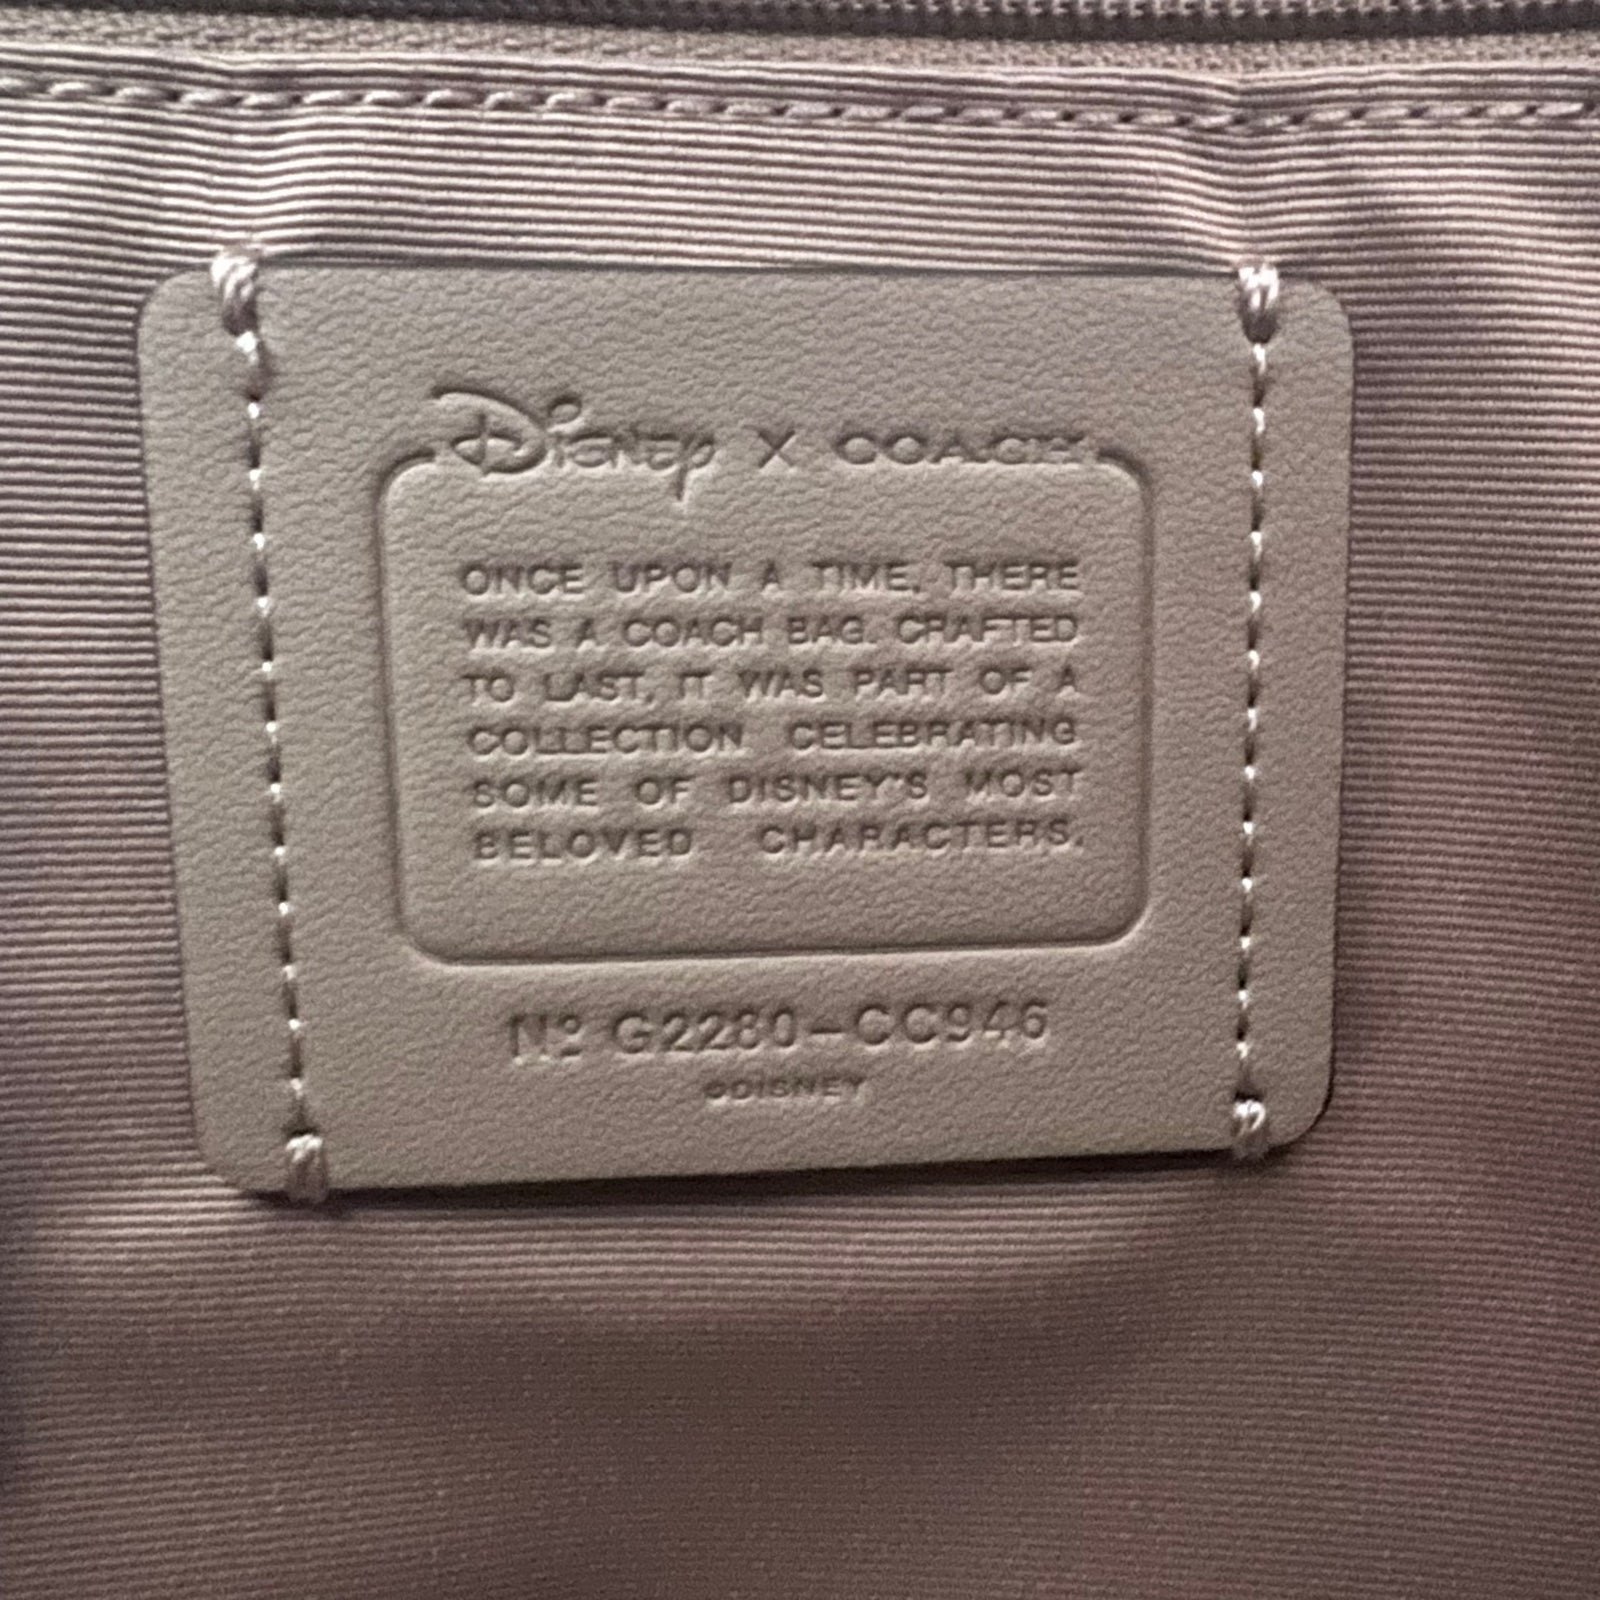 Disney X COACH
ONCE UPON A TIME, THERE
WAS A COACH BAG. CRAFTED
TO LAST, IT WAS PART OF A
COLLECTION CELEBRATING
SOME OF DISNEY'S MOST
BELOVED CHARACTERS.
Nº G2280-CC946
©DISNEY